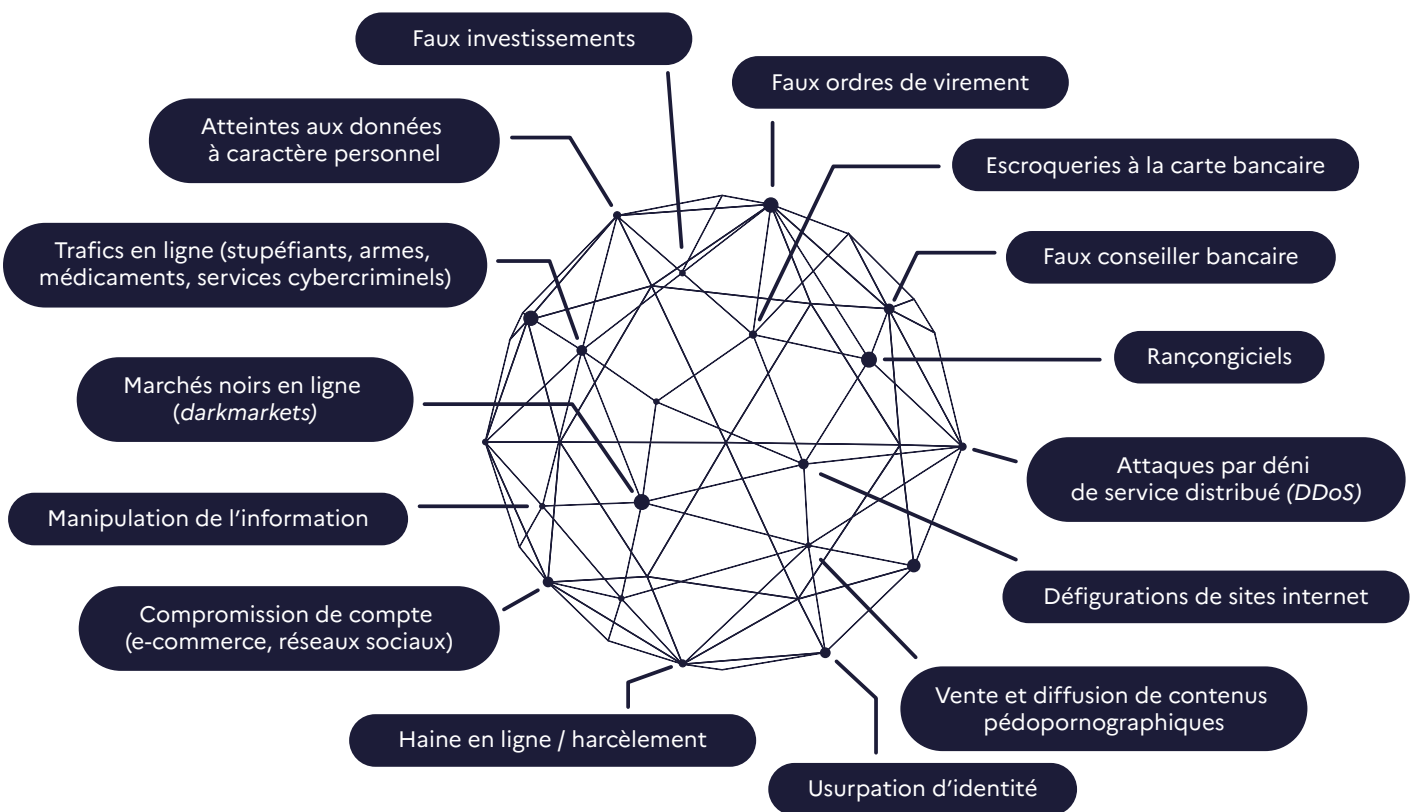 Faux investissements
Faux ordres de virement
Atteintes aux données
à caractère personnel
Escroqueries à la carte bancaire
Trafics en ligne (stupéfiants, armes,
médicaments, services cybercriminels)
Faux conseiller bancaire
Rançongiciels
Marchés noirs en ligne
(darkmarkets)
Attaques par déni
de service distribué (DDoS)
Manipulation de l’information
Défigurations de sites internet
Compromission de compte
(e-commerce, réseaux sociaux)
Vente et diffusion de contenus
pédopornographiques
Haine en ligne / harcèlement
Usurpation d’identité